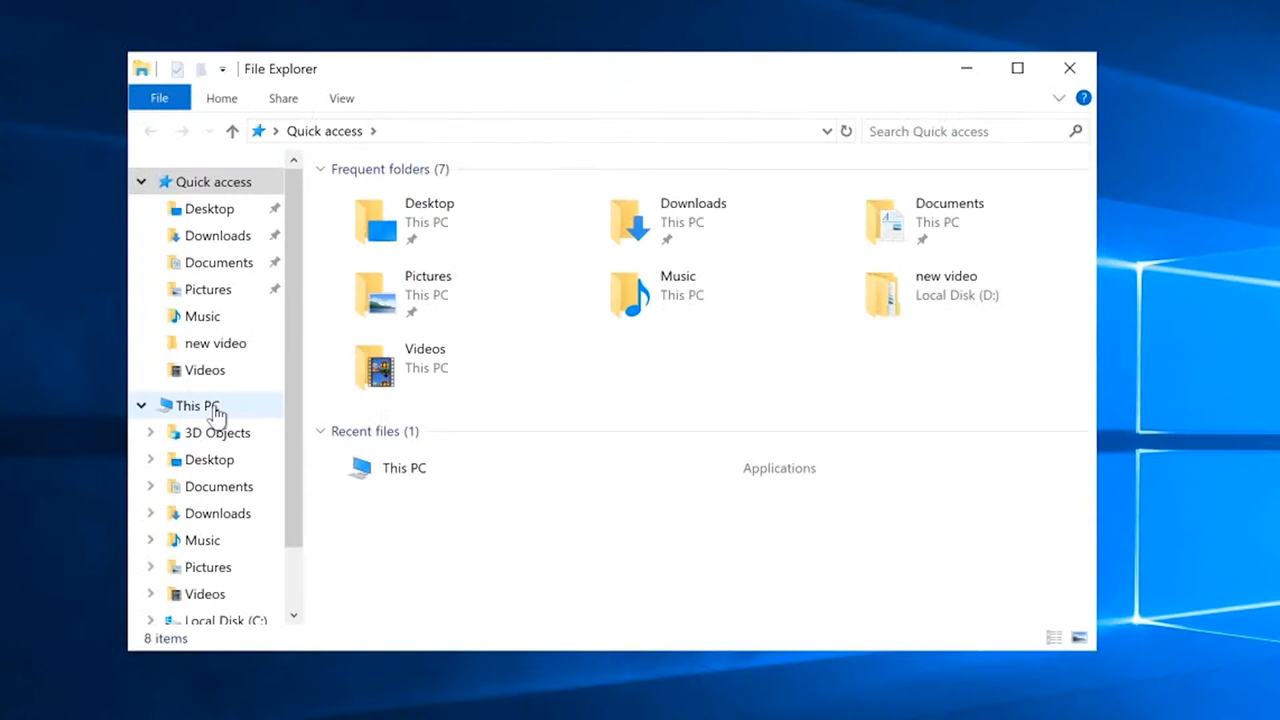 File Explorer
File Home Share View
Quick access
Search Quick access
Quick access
Desktop
Downloads
Documents
Pictures
Music
new video
Videos
This PC
3D Objects
Desktop
Documents
Downloads
Music
Pictures
Videos
Local Disk (C:)
Frequent folders (7)
Desktop
This PC
Downloads
This PC
Documents
This PC
Pictures
This PC
Music
This PC
new video
Local Disk (D:)
Videos
This PC
Recent files (1)
This PC Applications
8 items